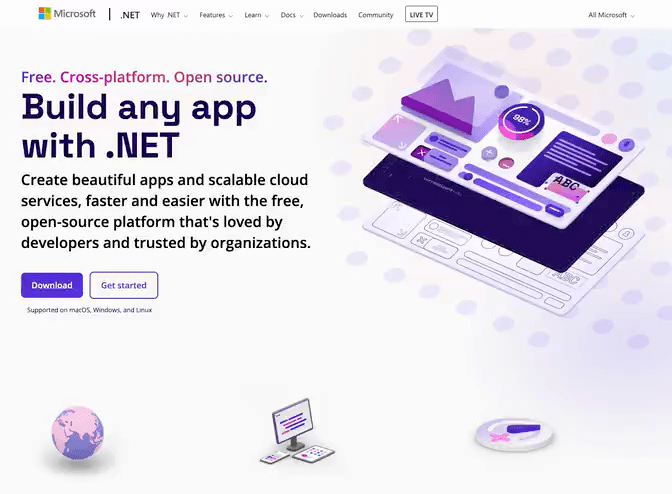 Microsoft .NET Why .NET Features Learn Docs Downloads Community LIVE TV All Microsoft
Free. Cross-platform. Open source.
Build any app
with .NET
Create beautiful apps and scalable cloud
services, faster and easier with the free,
open-source platform that's loved by
developers and trusted by organizations.
Download Get started
Supported on macOS, Windows, and Linux
98%
ABC
ABC